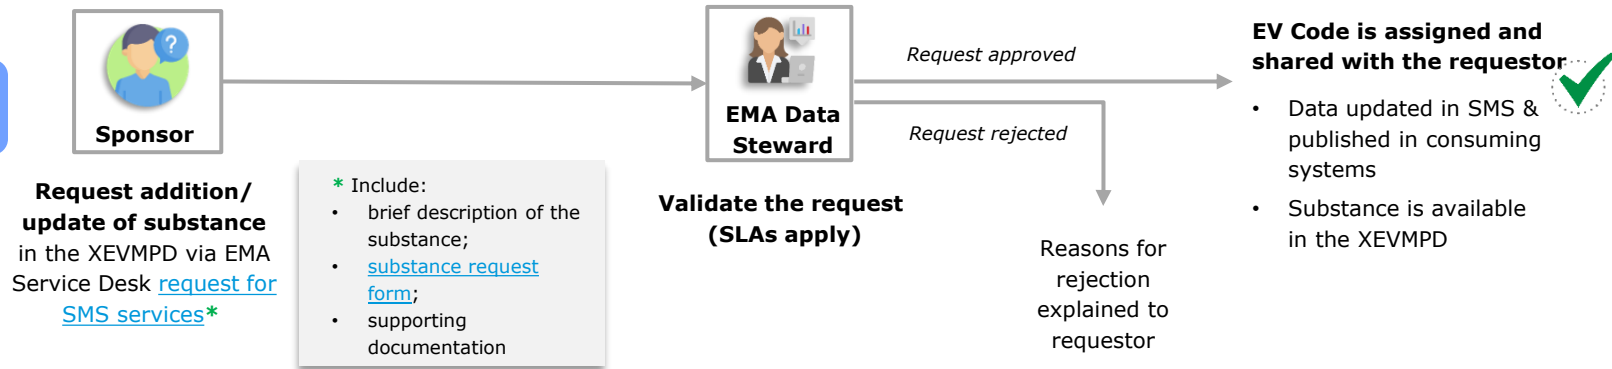 Sponsor
Request addition/
update of substance
in the XEVMPD via EMA
Service Desk request for
SMS services*
* Include:
• brief description of the
substance;
• substance request
form;
• supporting
documentation
EMA Data
Steward
Validate the request
(SLAs apply)
Request approved
Request rejected
Reasons for
rejection
explained to
requestor
EV Code is assigned and
shared with the requestor
• Data updated in SMS &
published in consuming
systems
• Substance is available
in the XEVMPD